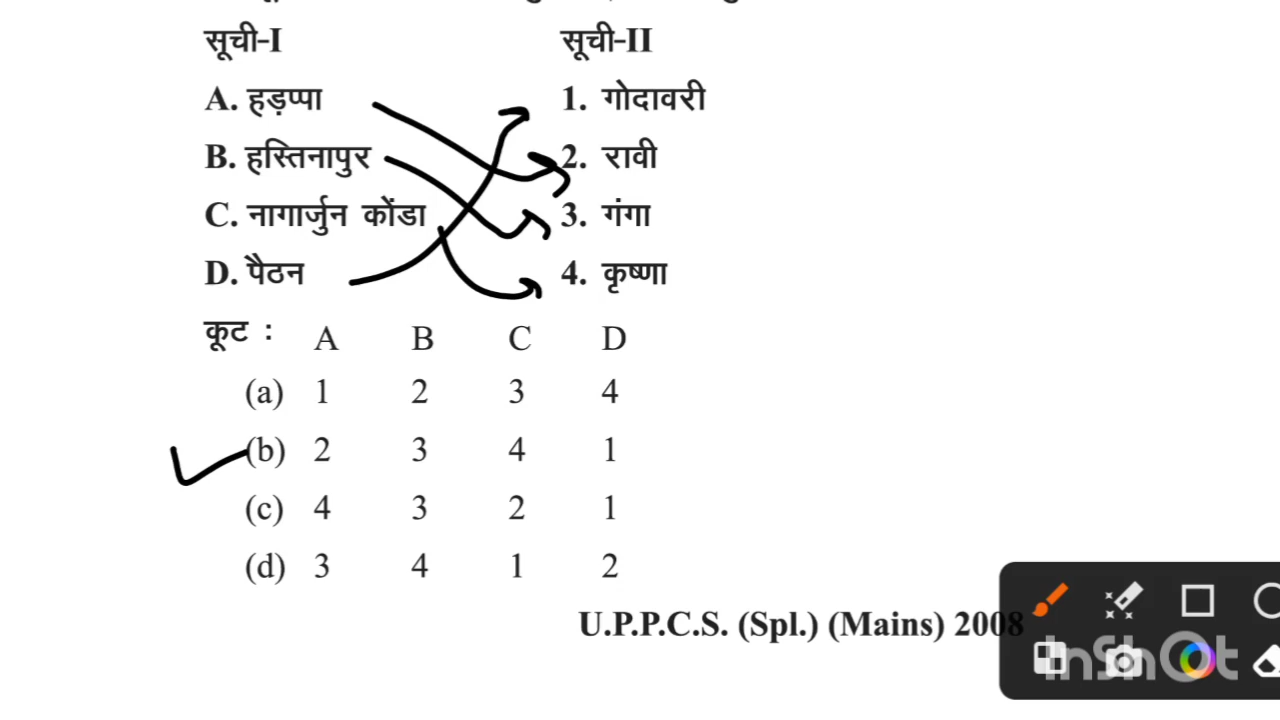 सूची-I सूची-II
A. हड़प्पा 1. गोदावरी
B. हस्तिनापुर 2. रावी
C. नागार्जुन कोंडा 3. गंगा
D. पैठन 4. कृष्णा
कूट : A B C D
(a) 1 2 3 4
(b) 2 3 4 1
(c) 4 3 2 1
(d) 3 4 1 2
U.P.P.C.S. (Spl.) (Mains) 2008
InShOt